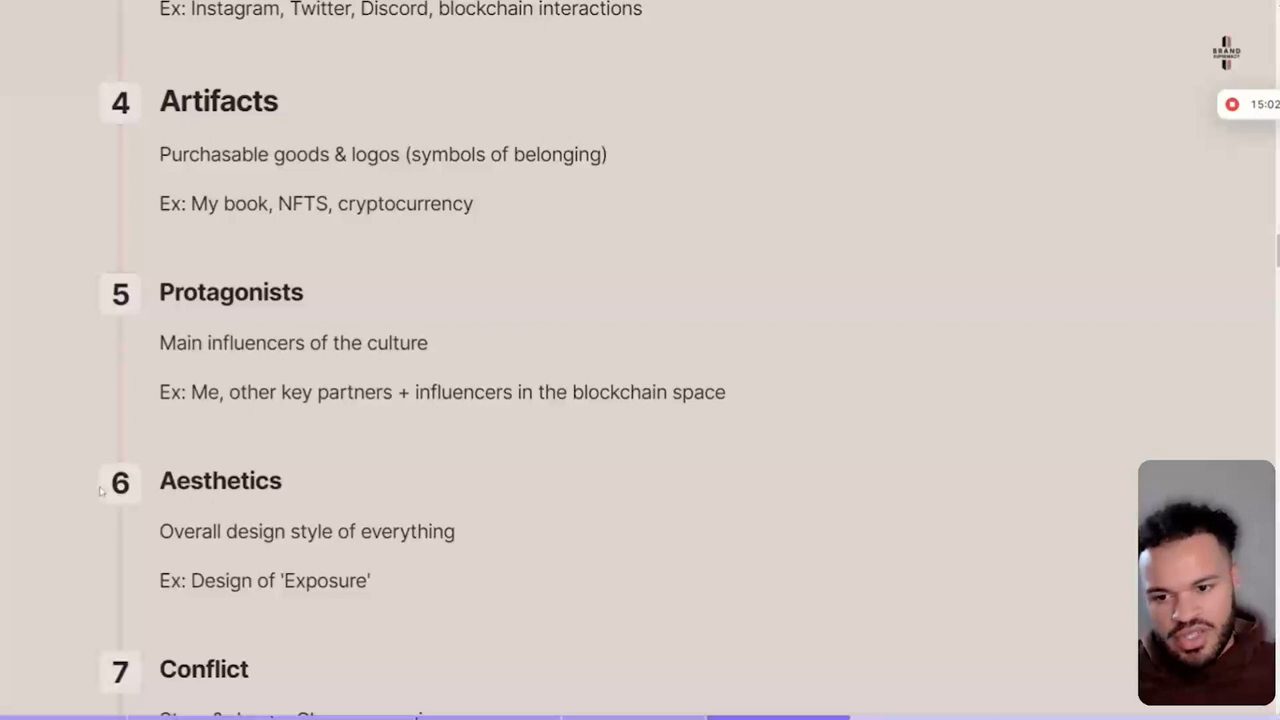 Ex: Instagram, Twitter, Discord, blockchain interactions
BRAND
SUPREMACY
15:02
4
Artifacts
Purchasable goods & logos (symbols of belonging)
Ex: My book, NFTS, cryptocurrency
5
Protagonists
Main influencers of the culture
Ex: Me, other key partners + influencers in the blockchain space
6
Aesthetics
Overall design style of everything
Ex: Design of 'Exposure'
7
Conflict